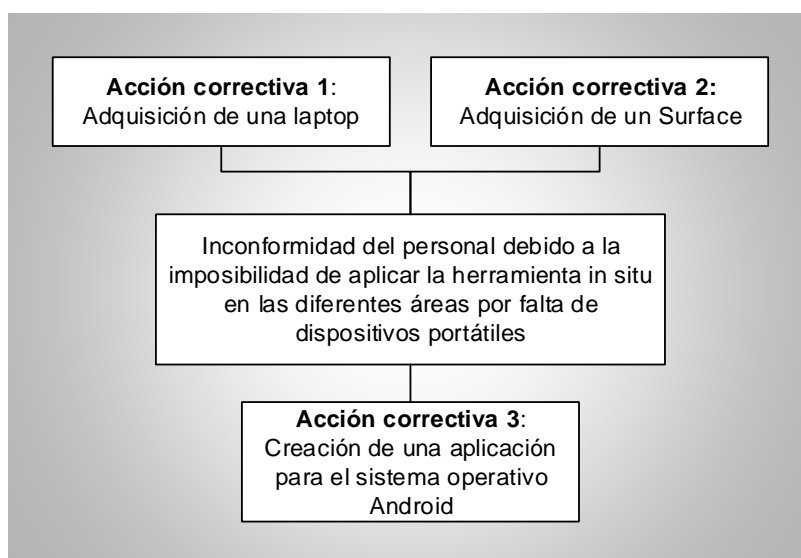 Acción correctiva 1:
Adquisición de una laptop
Acción correctiva 2:
Adquisición de un Surface
Inconformidad del personal debido a la
imposibilidad de aplicar la herramienta in situ
en las diferentes áreas por falta de
dispositivos portátiles
Acción correctiva 3:
Creación de una aplicación
para el sistema operativo
Android